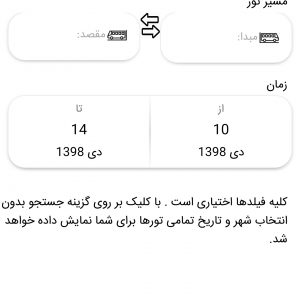 مسیر تور
مبدا:
مقصد:
زمان
از
تا
10
14
دی 1398
دی 1398
کلیه فیلدها اختیاری است . با کلیک بر روی گزینه جستجو بدون
انتخاب شهر و تاریخ تمامی تورها برای شما نمایش داده خواهد
شد.